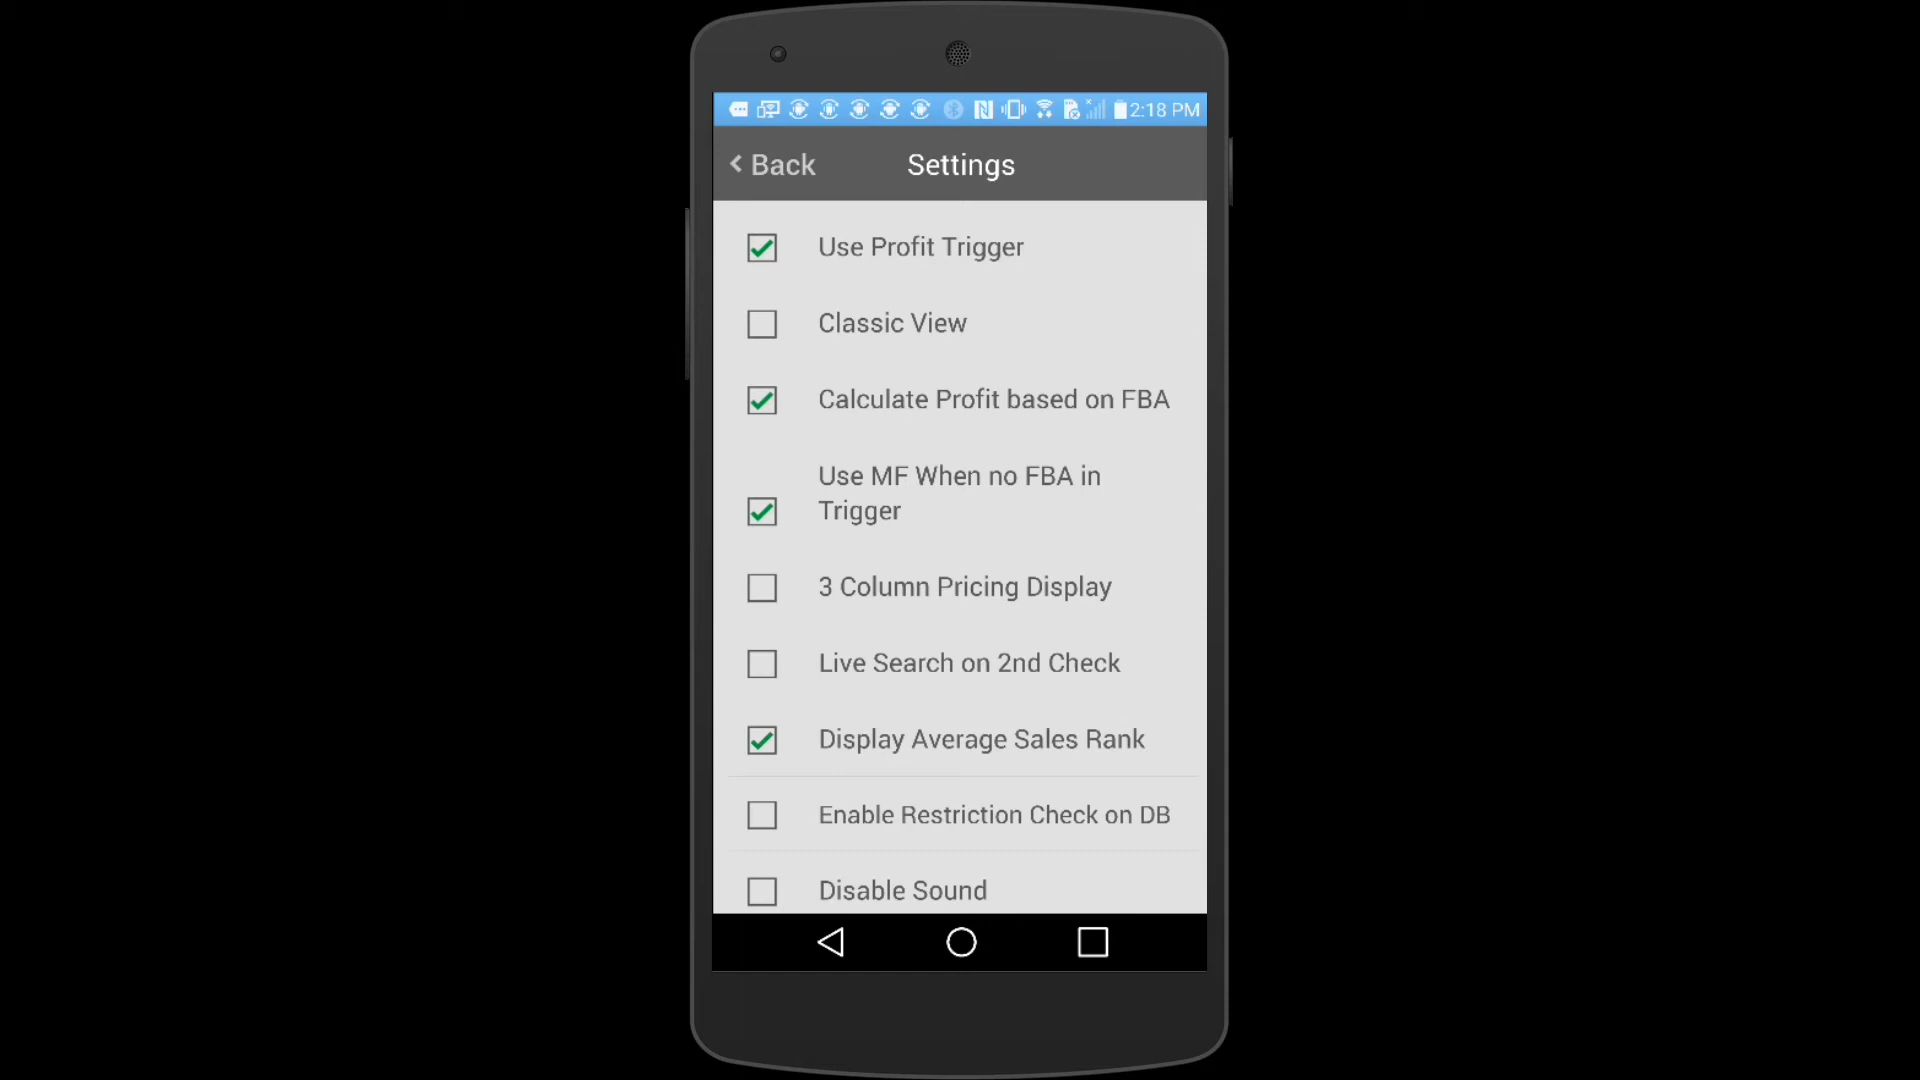 2:18 PM
Back
Settings
Use Profit Trigger
Classic View
Calculate Profit based on FBA
Use MF When no FBA in
Trigger
3 Column Pricing Display
Live Search on 2nd Check
Display Average Sales Rank
Enable Restriction Check on DB
Disable Sound